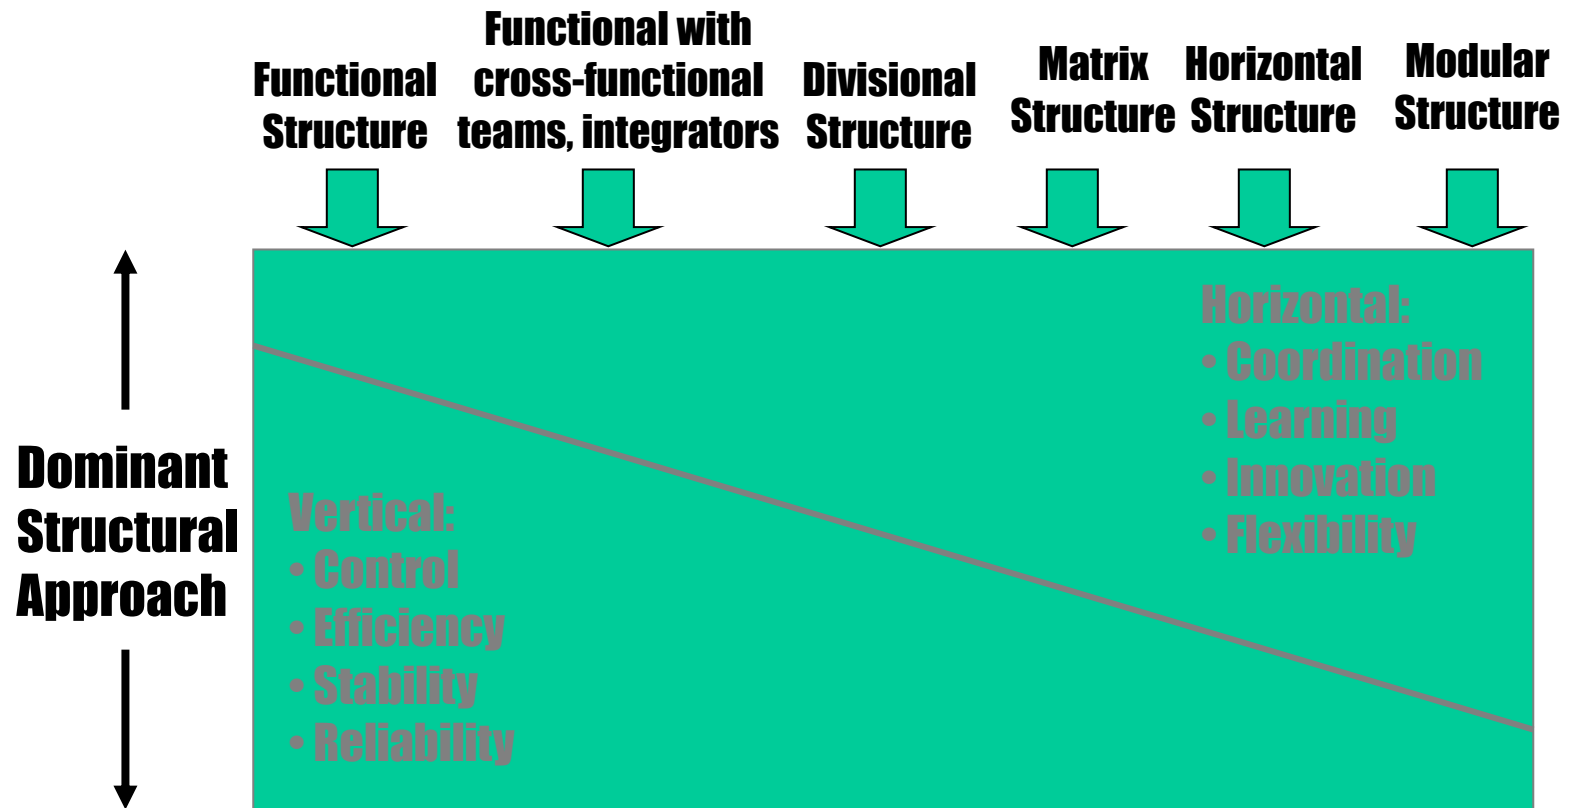 Functional
Structure
Functional with
cross-functional
teams, integrators
Divisional
Structure
Matrix
Structure
Horizontal
Structure
Modular
Structure
Dominant
Structural
Approach
Horizontal:
• Coordination
• Learning
• Innovation
• Flexibility
Vertical:
• Control
• Efficiency
• Stability
• Reliability